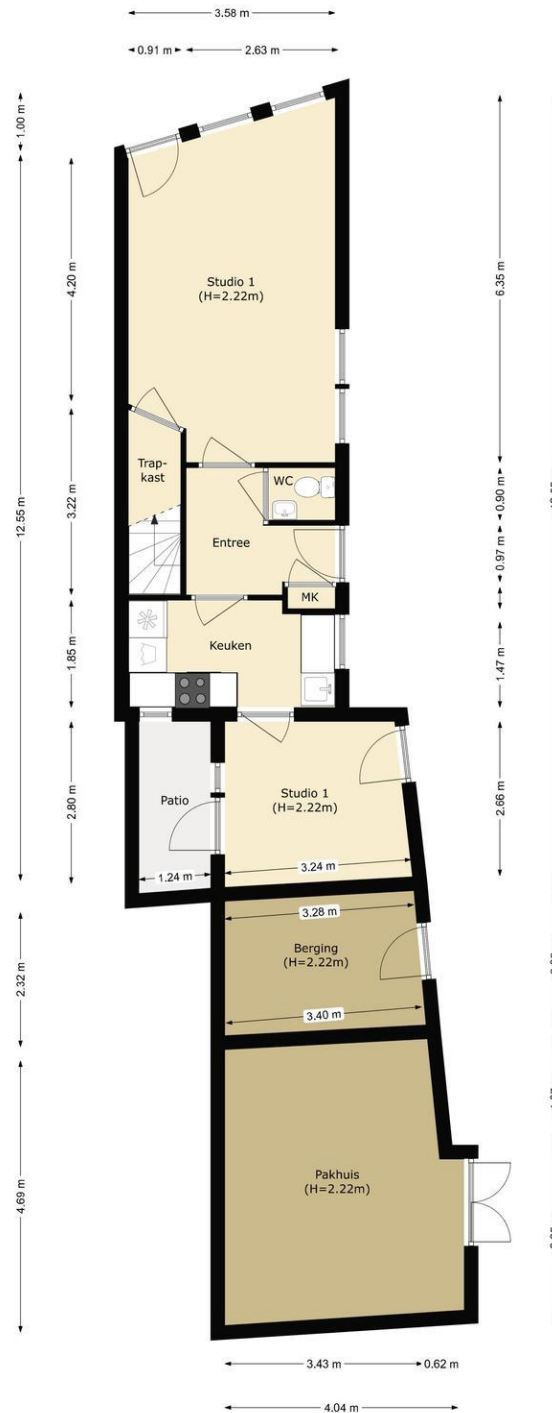 3.58 m
0.91 m
2.63 m
1.00 m
12.55 m
4.20 m
3.22 m
1.85 m
2.80 m
2.32 m
4.69 m
Studio 1
(H=2.22m)
Trap-
kast
WC
Entree
MK
Keuken
Patio
1.24 m
Studio 1
(H=2.22m)
3.24 m
3.28 m
Berging
(H=2.22m)
3.40 m
Pakhuis
(H=2.22m)
6.35 m
0.90 m
0.97 m
1.47 m
2.66 m
3.43 m
0.62 m
4.04 m